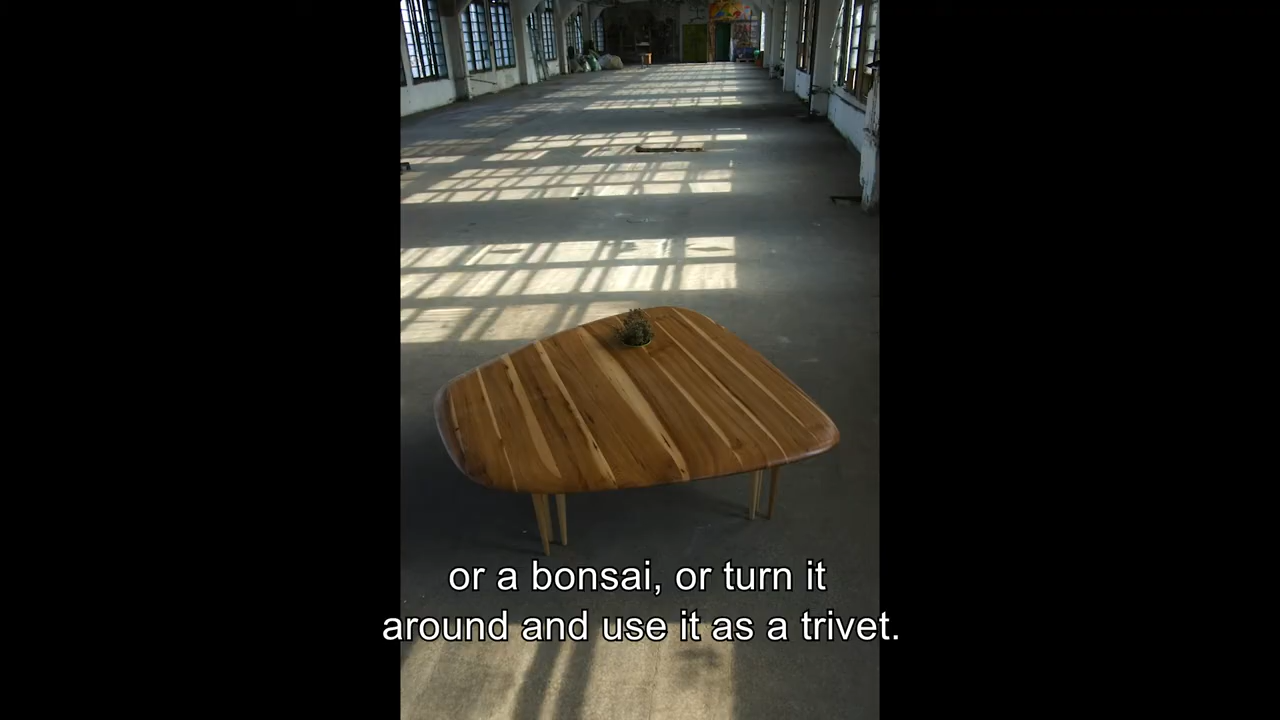 or a bonsai, or turn it
around and use it as a trivet.